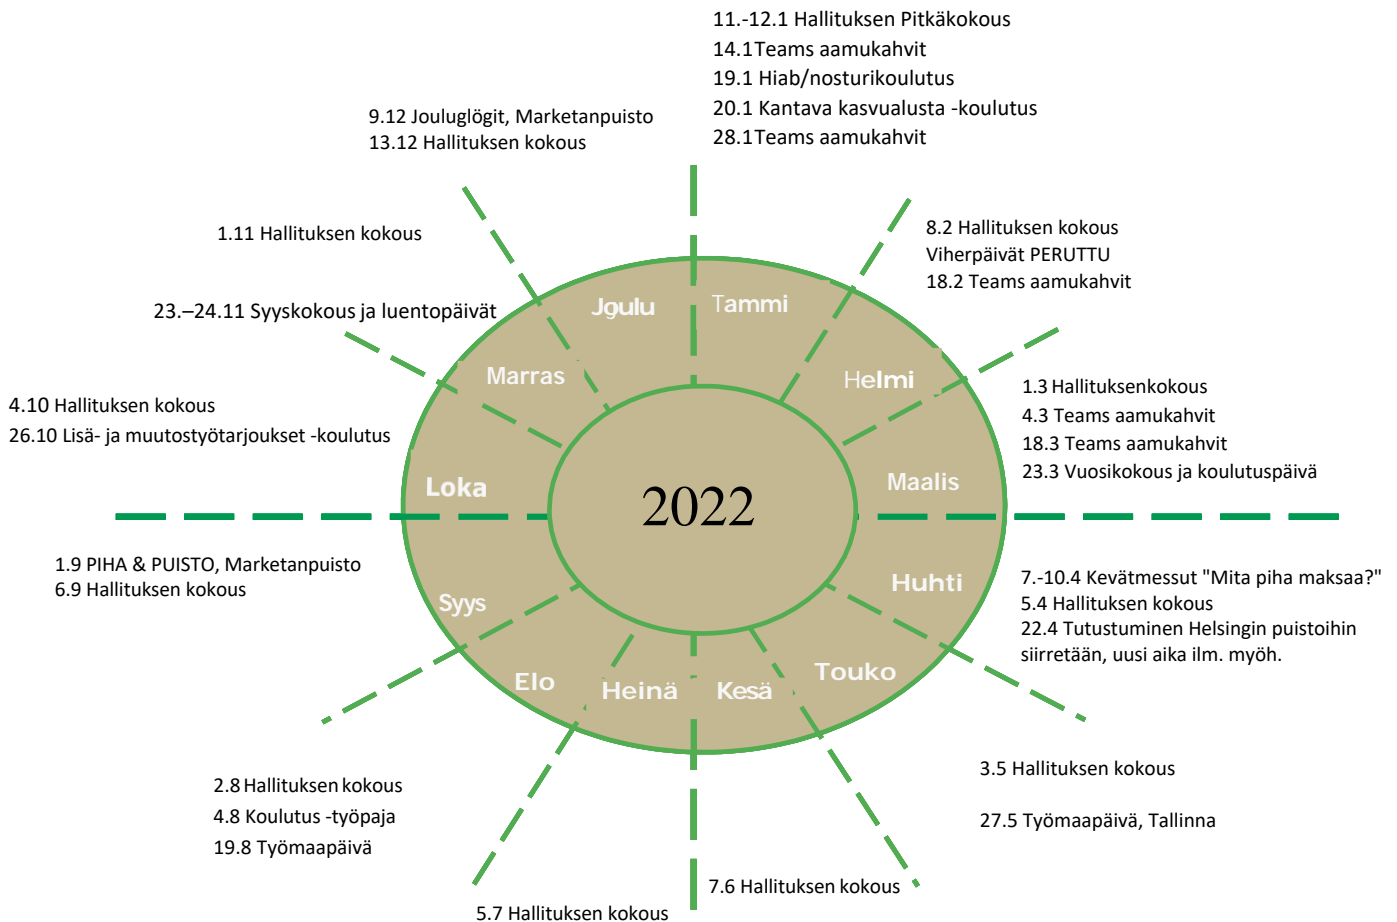 11.-12.1 Hallituksen Pitkäkokous
14.1Teams aamukahvit
19.1 Hiab/nosturikoulutus
20.1 Kantava kasvualusta -koulutus
28.1Teams aamukahvit
9.12 Jouluglögit, Marketanpuisto
13.12 Hallituksen kokous
8.2 Hallituksen kokous
Viherpäivät PERUTTU
18.2 Teams aamukahvit
1.11 Hallituksen kokous
23.–24.11 Syyskokous ja luentopäivät
Joulu
Tammi
Marras
Helmi
1.3 Hallituksenkokous
4.3 Teams aamukahvit
18.3 Teams aamukahvit
23.3 Vuosikokous ja koulutuspäivä
4.10 Hallituksen kokous
26.10 Lisä- ja muutostyötarjoukset -koulutus
Loka
2022
Maalis
1.9 PIHA & PUISTO, Marketanpuisto
6.9 Hallituksen kokous
Syys
Huhti
7.-10.4 Kevätmessut "Mita piha maksaa?"
5.4 Hallituksen kokous
22.4 Tutustuminen Helsingin puistoihin
siirretään, uusi aika ilm. myöh.
Elo
Heinä
Kesä
Touko
2.8 Hallituksen kokous
4.8 Koulutus -työpaja
19.8 Työmaapäivä
3.5 Hallituksen kokous
27.5 Työmaapäivä, Tallinna
7.6 Hallituksen kokous
5.7 Hallituksen kokous